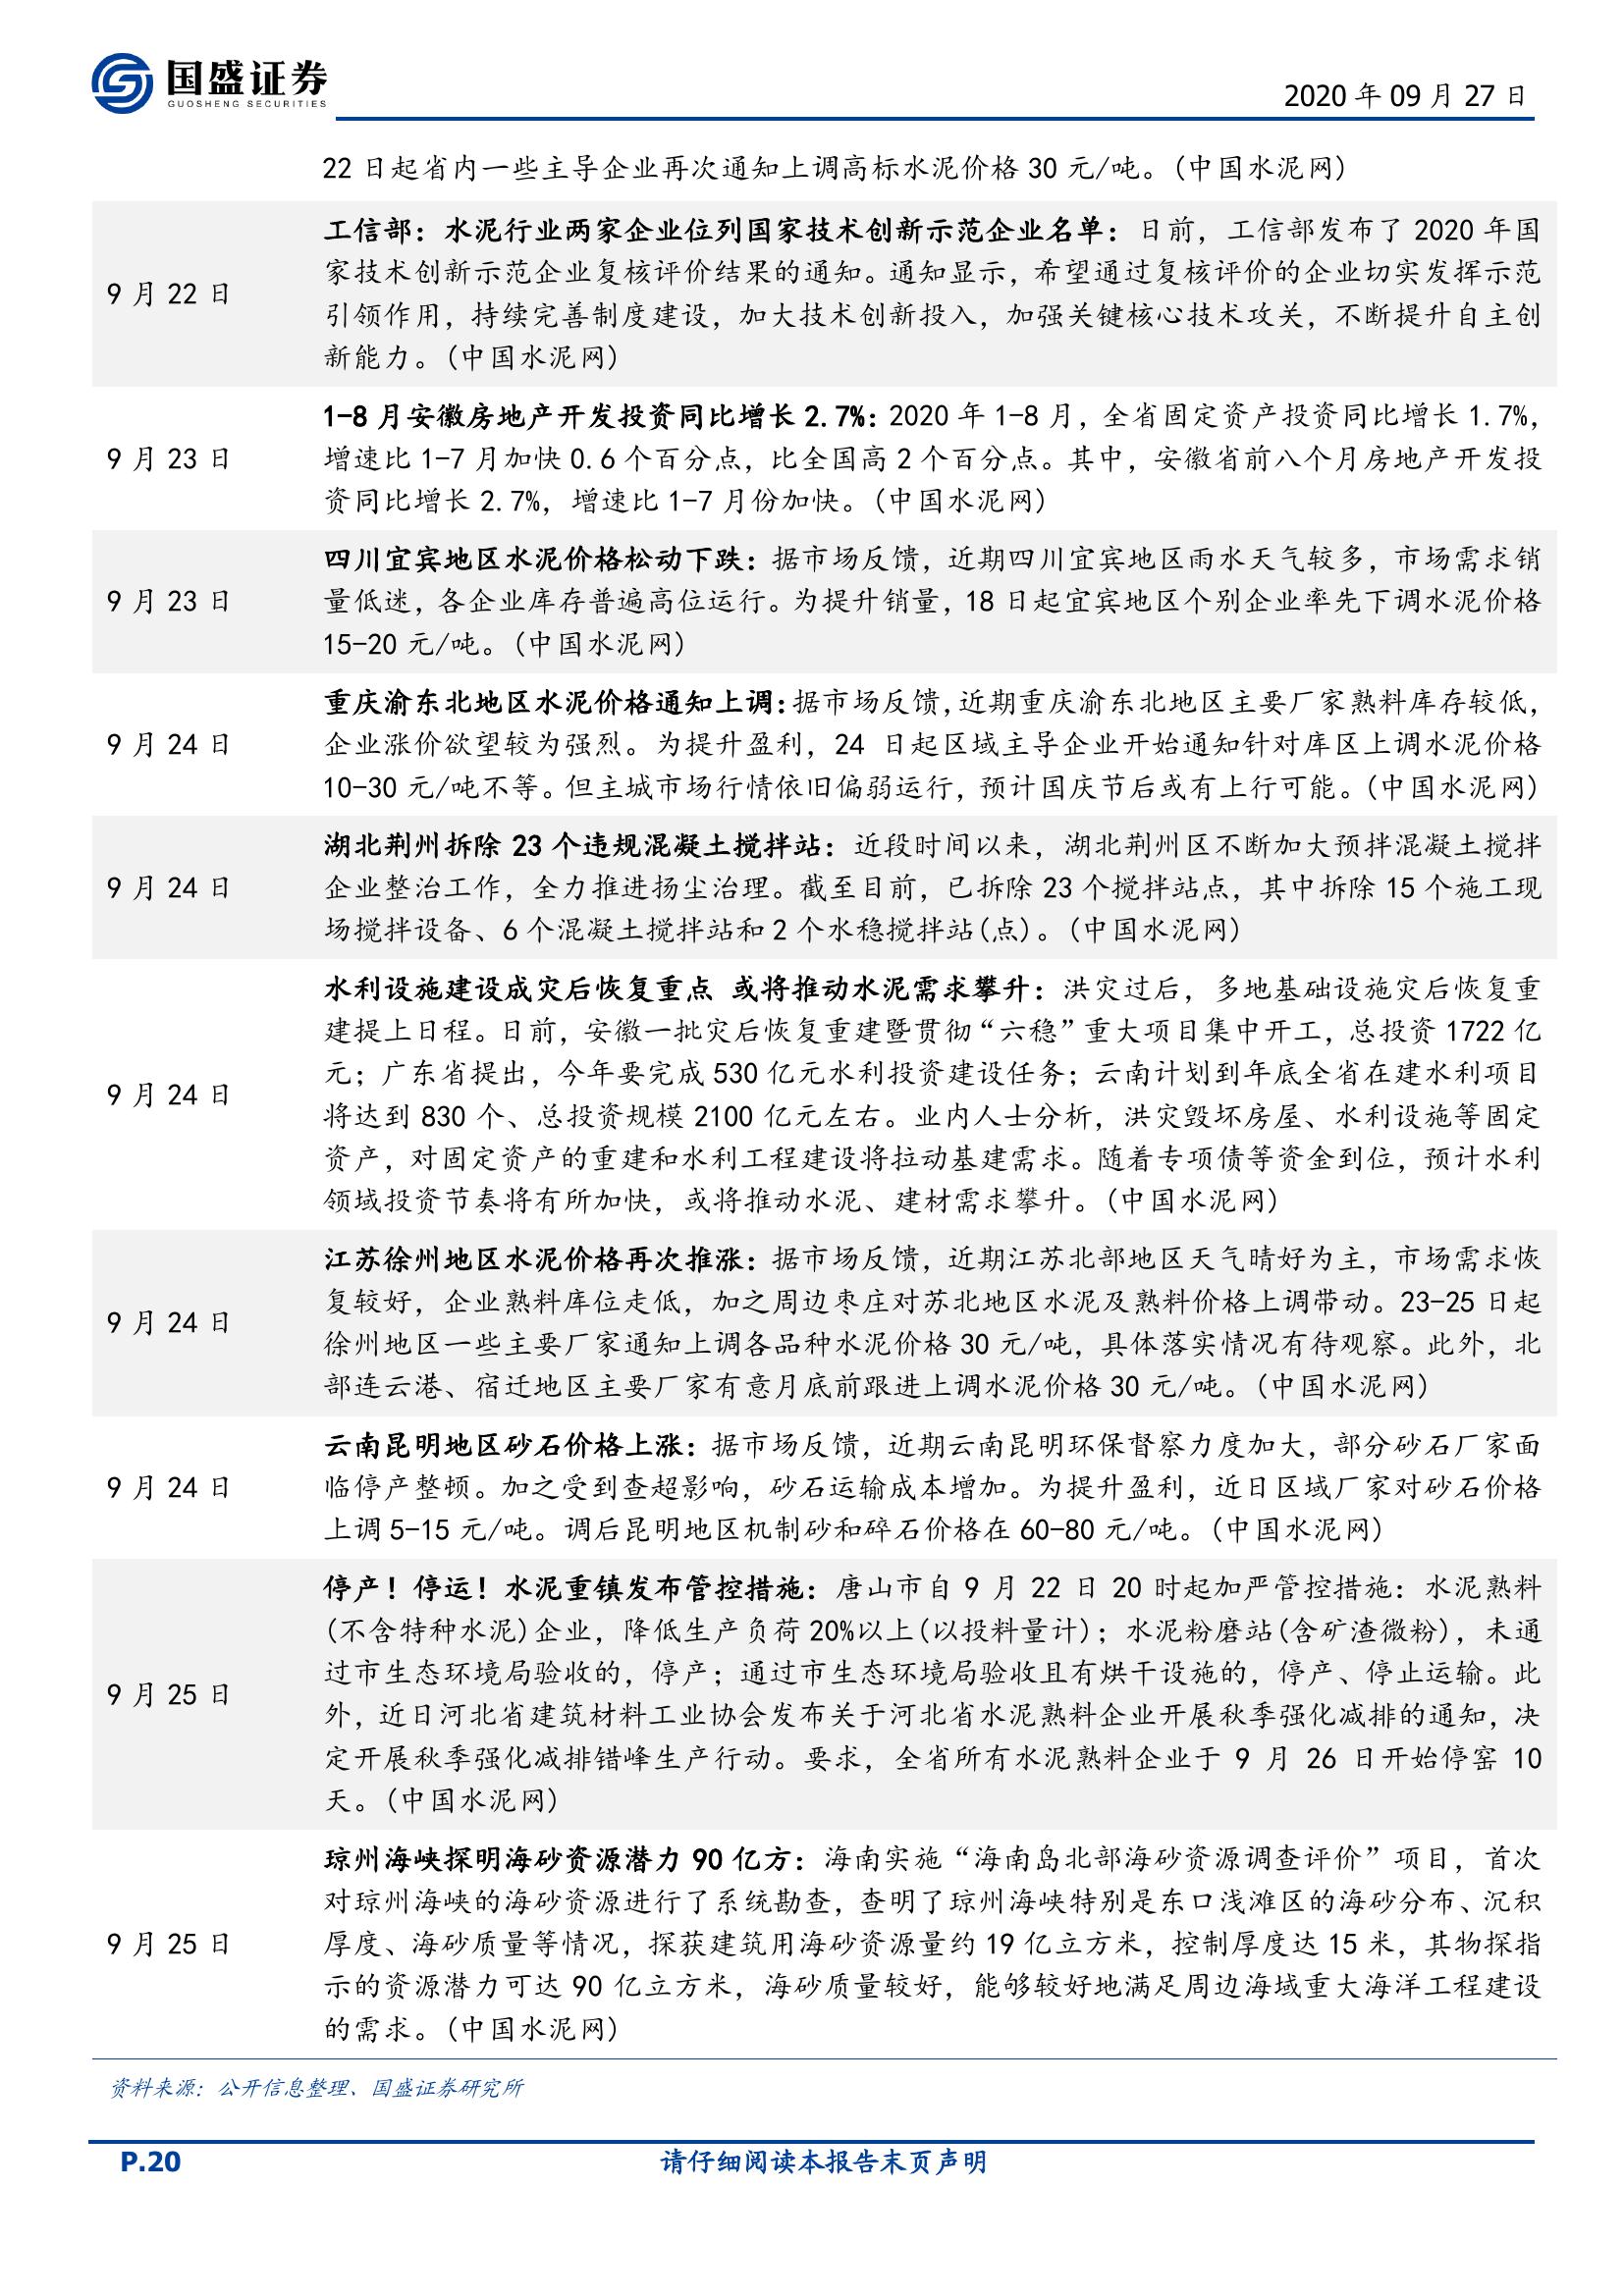 国盛证券
GUOSHENG SECURITIES
2020 年 09 月 27 日
22 日起省内一些主导企业再次通知上调高标水泥价格 30 元/吨。(中国水泥网)
工信部：水泥行业两家企业位列国家技术创新示范企业名单：日前，工信部发布了 2020 年国
家技术创新示范企业复核评价结果的通知。通知显示，希望通过复核评价的企业切实发挥示范
9 月 22 日
引领作用，持续完善制度建设，加大技术创新投入，加强关键核心技术攻关，不断提升自主创
新能力。(中国水泥网)
1-8 月安徽房地产开发投资同比增长 2.7%：2020 年 1-8 月，全省固定资产投资同比增长 1.7%，
9 月 23 日
增速比 1-7 月加快 0.6 个百分点，比全国高 2 个百分点。其中，安徽省前八个月房地产开发投
资同比增长 2.7%，增速比 1-7 月份加快。(中国水泥网)
四川宜宾地区水泥价格松动下跌：据市场反馈，近期四川宜宾地区雨水天气较多，市场需求销
9 月 23 日
量低迷，各企业库存普遍高位运行。为提升销量，18 日起宜宾地区个别企业率先下调水泥价格
15-20 元/吨。(中国水泥网)
重庆渝东北地区水泥价格通知上调：据市场反馈，近期重庆渝东北地区主要厂家熟料库存较低，
9 月 24 日
企业涨价欲望较为强烈。为提升盈利，24 日起区域主导企业开始通知针对库区上调水泥价格
10-30 元/吨不等。但主城市场行情依旧偏弱运行，预计国庆节后或有上行可能。(中国水泥网)
湖北荆州拆除 23 个违规混凝土搅拌站：近段时间以来，湖北荆州区不断加大预拌混凝土搅拌
9 月 24 日
企业整治工作，全力推进扬尘治理。截至目前，已拆除 23 个搅拌站点，其中拆除 15 个施工现
场搅拌设备、6 个混凝土搅拌站和 2 个水稳搅拌站(点)。(中国水泥网)
水利设施建设成灾后恢复重点 或将推动水泥需求攀升：洪灾过后，多地基础设施灾后恢复重
建提上日程。日前，安徽一批灾后恢复重建暨贯彻“六稳”重大项目集中开工，总投资 1722 亿
元；广东省提出，今年要完成 530 亿元水利投资建设任务；云南计划到年底全省在建水利项目
9 月 24 日
将达到 830 个、总投资规模 2100 亿元左右。业内人士分析，洪灾毁坏房屋、水利设施等固定
资产，对固定资产的重建和水利工程建设将拉动基建需求。随着专项债等资金到位，预计水利
领域投资节奏将有所加快，或将推动水泥、建材需求攀升。(中国水泥网)
江苏徐州地区水泥价格再次推涨：据市场反馈，近期江苏北部地区天气晴好为主，市场需求恢
复较好，企业熟料库位走低，加之周边枣庄对苏北地区水泥及熟料价格上调带动。23-25 日起
9 月 24 日
徐州地区一些主要厂家通知上调各品种水泥价格 30 元/吨，具体落实情况有待观察。此外，北
部连云港、宿迁地区主要厂家有意月底前跟进上调水泥价格 30 元/吨。(中国水泥网)
云南昆明地区砂石价格上涨：据市场反馈，近期云南昆明环保督察力度加大，部分砂石厂家面
9 月 24 日
临停产整顿。加之受到查超影响，砂石运输成本增加。为提升盈利，近日区域厂家对砂石价格
上调 5-15 元/吨。调后昆明地区机制砂和碎石价格在 60-80 元/吨。(中国水泥网)
停产！停运！水泥重镇发布管控措施：唐山市自 9 月 22 日 20 时起加严管控措施：水泥熟料
(不含特种水泥)企业，降低生产负荷 20%以上(以投料量计)；水泥粉磨站(含矿渣微粉)，未通
过市生态环境局验收的，停产；通过市生态环境局验收且有烘干设施的，停产、停止运输。此
9 月 25 日
外，近日河北省建筑材料工业协会发布关于河北省水泥熟料企业开展秋季强化减排的通知，决
定开展秋季强化减排错峰生产行动。要求，全省所有水泥熟料企业于 9 月 26 日开始停窑 10
天。(中国水泥网)
琼州海峡探明海砂资源潜力 90 亿方：海南实施“海南岛北部海砂资源调查评价”项目，首次
对琼州海峡的海砂资源进行了系统勘查，查明了琼州海峡特别是东口浅滩区的海砂分布、沉积
9 月 25 日
厚度、海砂质量等情况，探获建筑用海砂资源量约 19 亿立方米，控制厚度达 15 米，其物探指
示的资源潜力可达 90 亿立方米，海砂质量较好，能够较好地满足周边海域重大海洋工程建设
的需求。(中国水泥网)
资料来源：公开信息整理、国盛证券研究所
P.20
请仔细阅读本报告末页声明